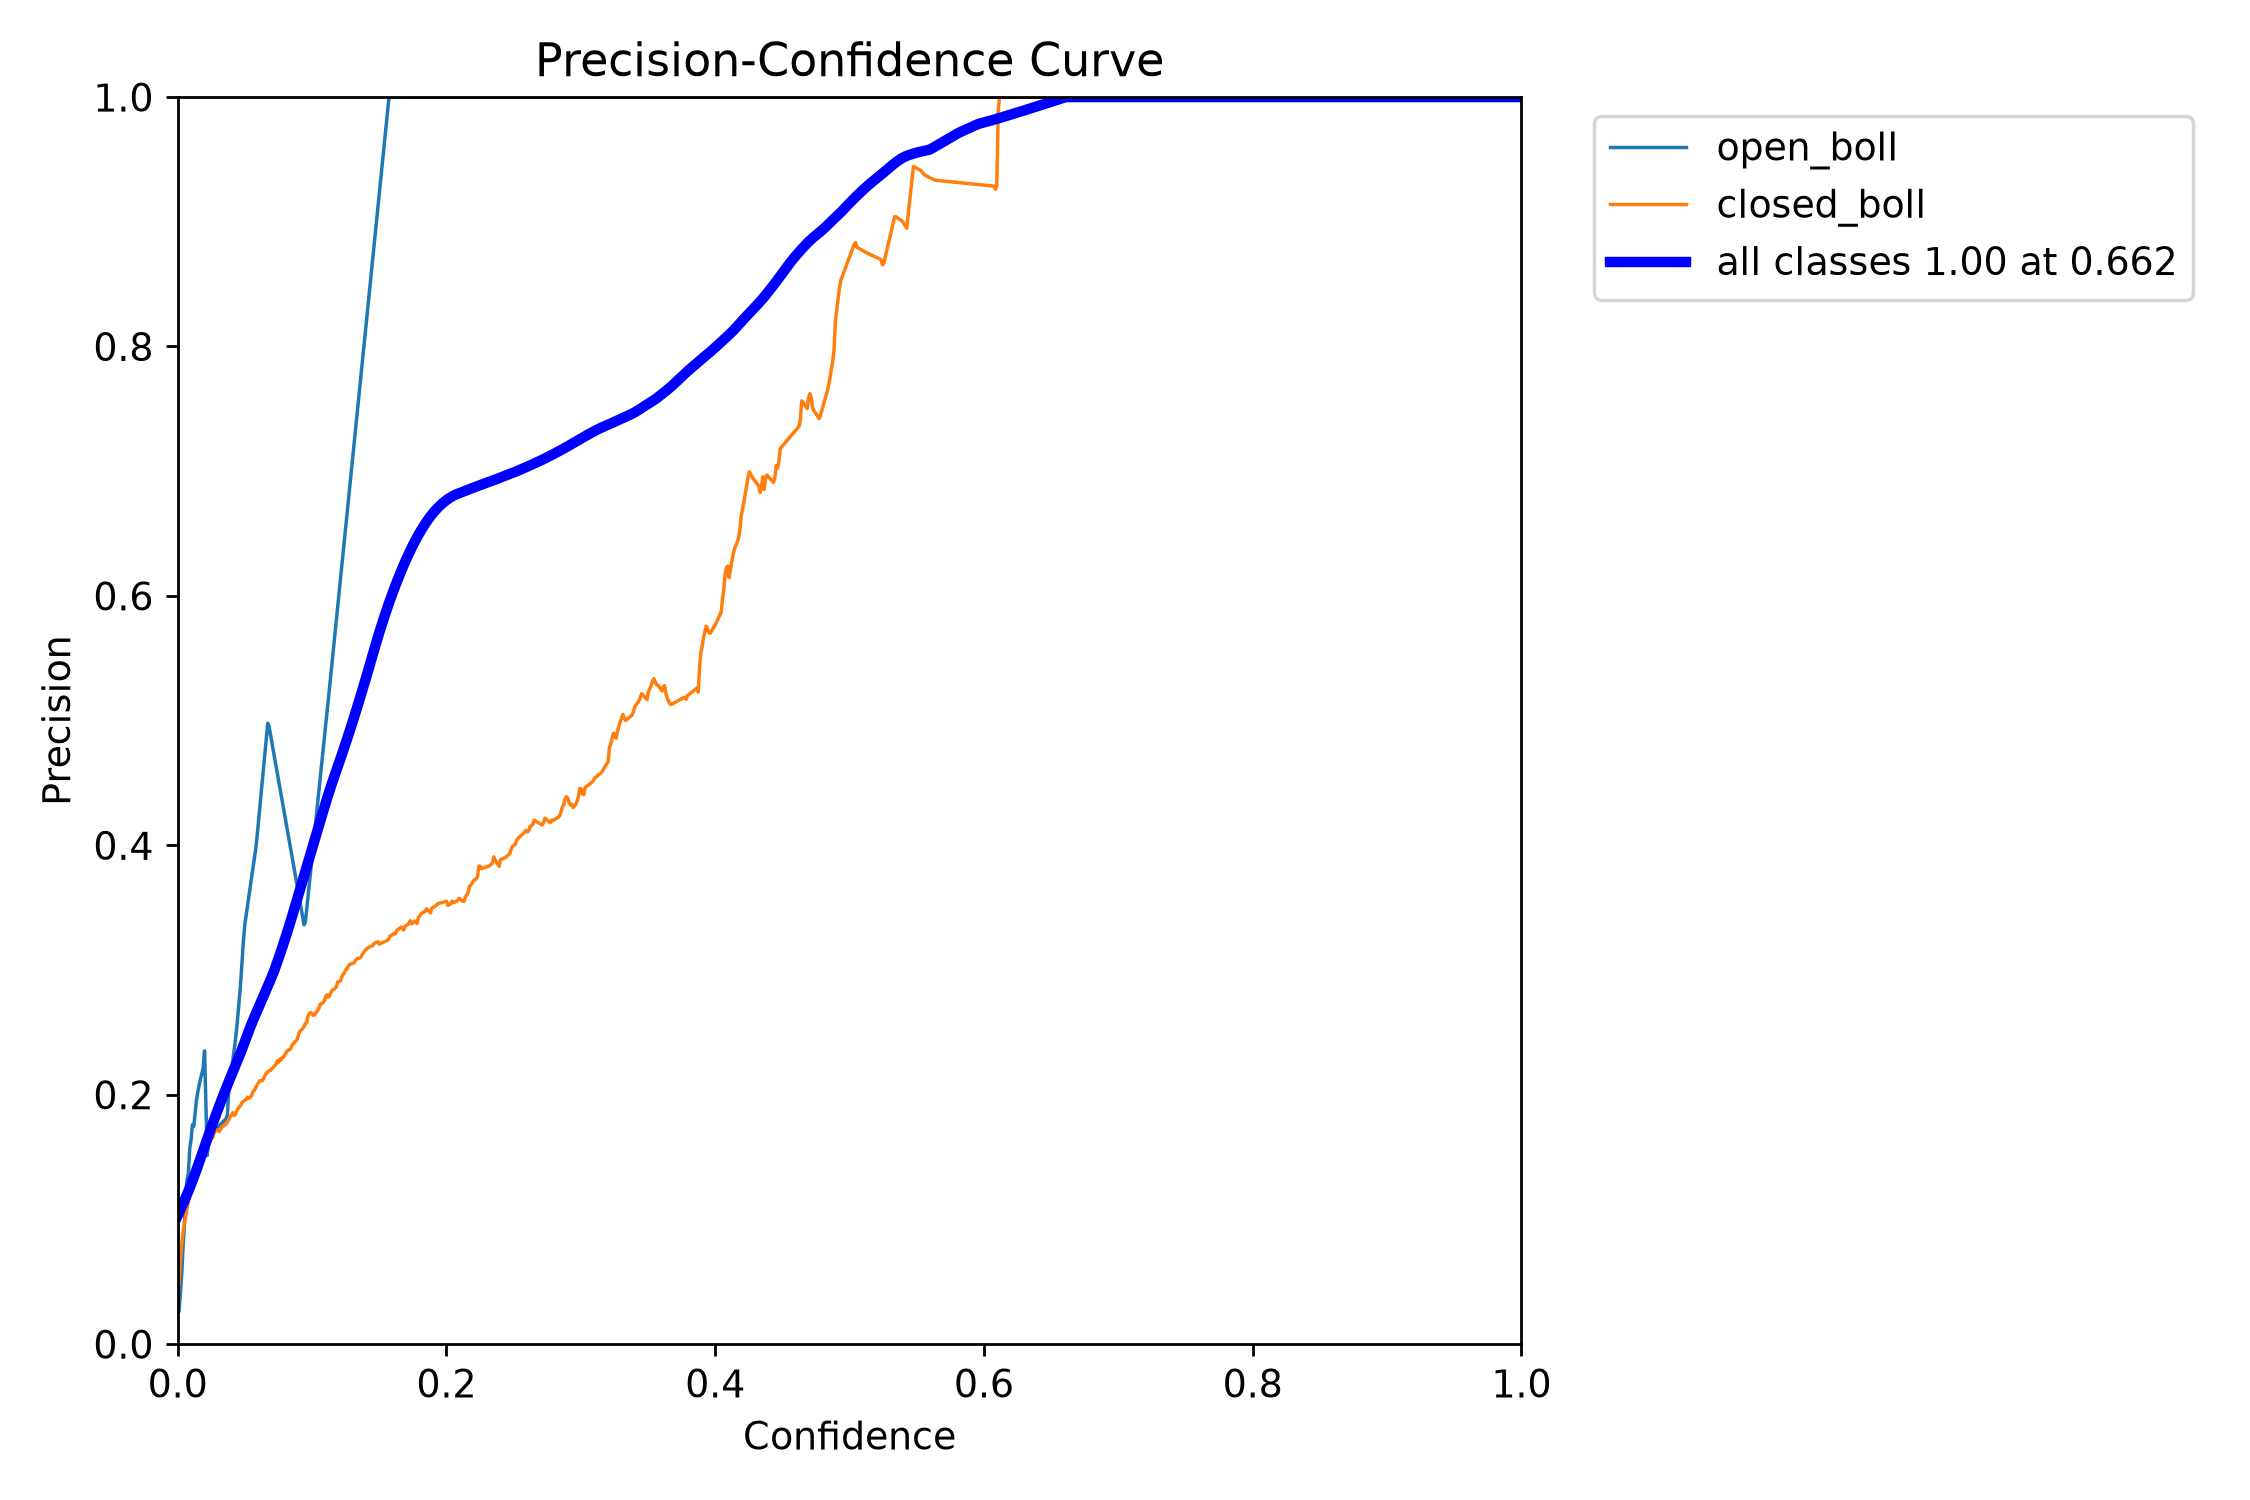 Precision-Confidence Curve
1.0
0.8
0.6
0.4
0.2
0.0
Precision
0.0 0.2 0.4 0.6 0.8 1.0
Confidence
open_boll
closed_boll
all classes 1.00 at 0.662